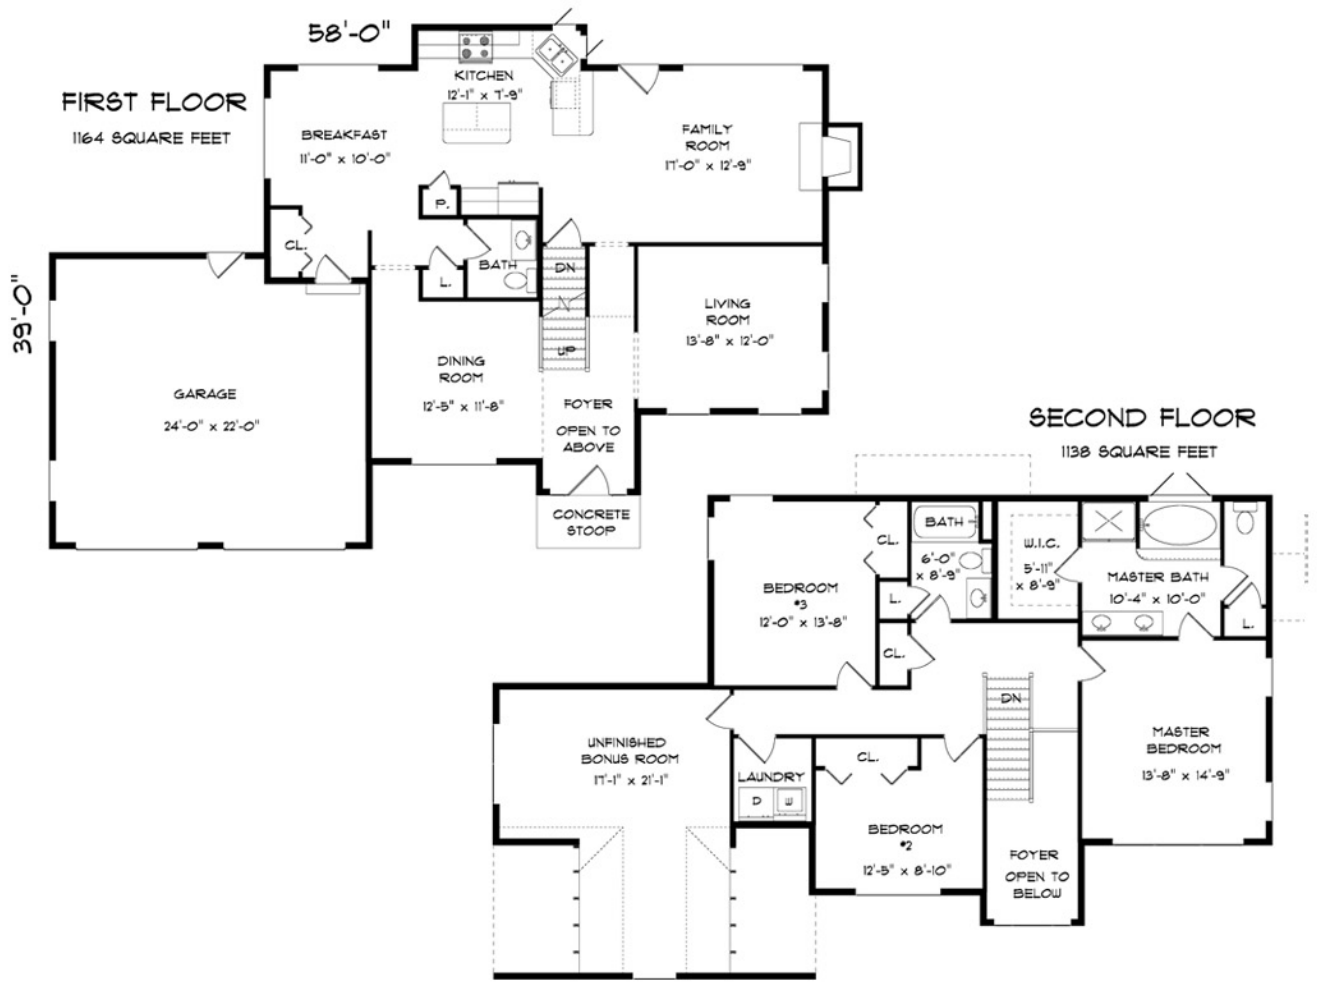 58'-0"
FIRST FLOOR
1164 SQUARE FEET
KITCHEN
12'-1" x 7'-9"
BREAKFAST
11'-0" x 10'-0"
FAMILY
ROOM
17'-0" x 12'-9"
P.
CL.
BATH
L.
DN
UP
LIVING
ROOM
13'-8" x 12'-0"
39'-0"
GARAGE
24'-0" x 22'-0"
DINING
ROOM
12'-5" x 11'-8"
FOYER
OPEN TO
ABOVE
CONCRETE
STOOP
SECOND FLOOR
1138 SQUARE FEET
BATH
6'-0"
x 8'-9"
CL.
L.
CL.
W.I.C.
5'-11"
x 8'-9"
MASTER BATH
10'-4" x 10'-0"
L.
BEDROOM
#3
12'-0" x 13'-8"
DN
MASTER
BEDROOM
13'-8" x 14'-9"
UNFINISHED
BONUS ROOM
17'-1" x 21'-1"
LAUNDRY
D
W
CL.
BEDROOM
#2
12'-5" x 8'-10"
FOYER
OPEN TO
BELOW